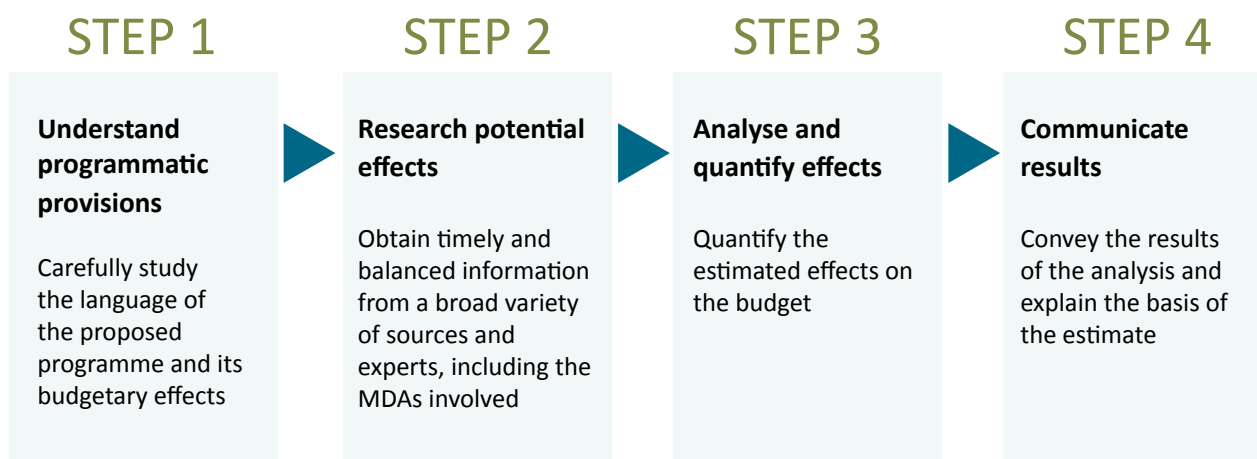 STEP 1
Understand
programmatic
provisions
Carefully study
the language of
the proposed
programme and its
budgetary effects
STEP 2
Research potential
effects
Obtain timely and
balanced information
from a broad variety
of sources and
experts, including the
MDAs involved
STEP 3
Analyse and
quantify effects
Quantify the
estimated effects on
the budget
STEP 4
Communicate
results
Convey the results
of the analysis and
explain the basis of
the estimate